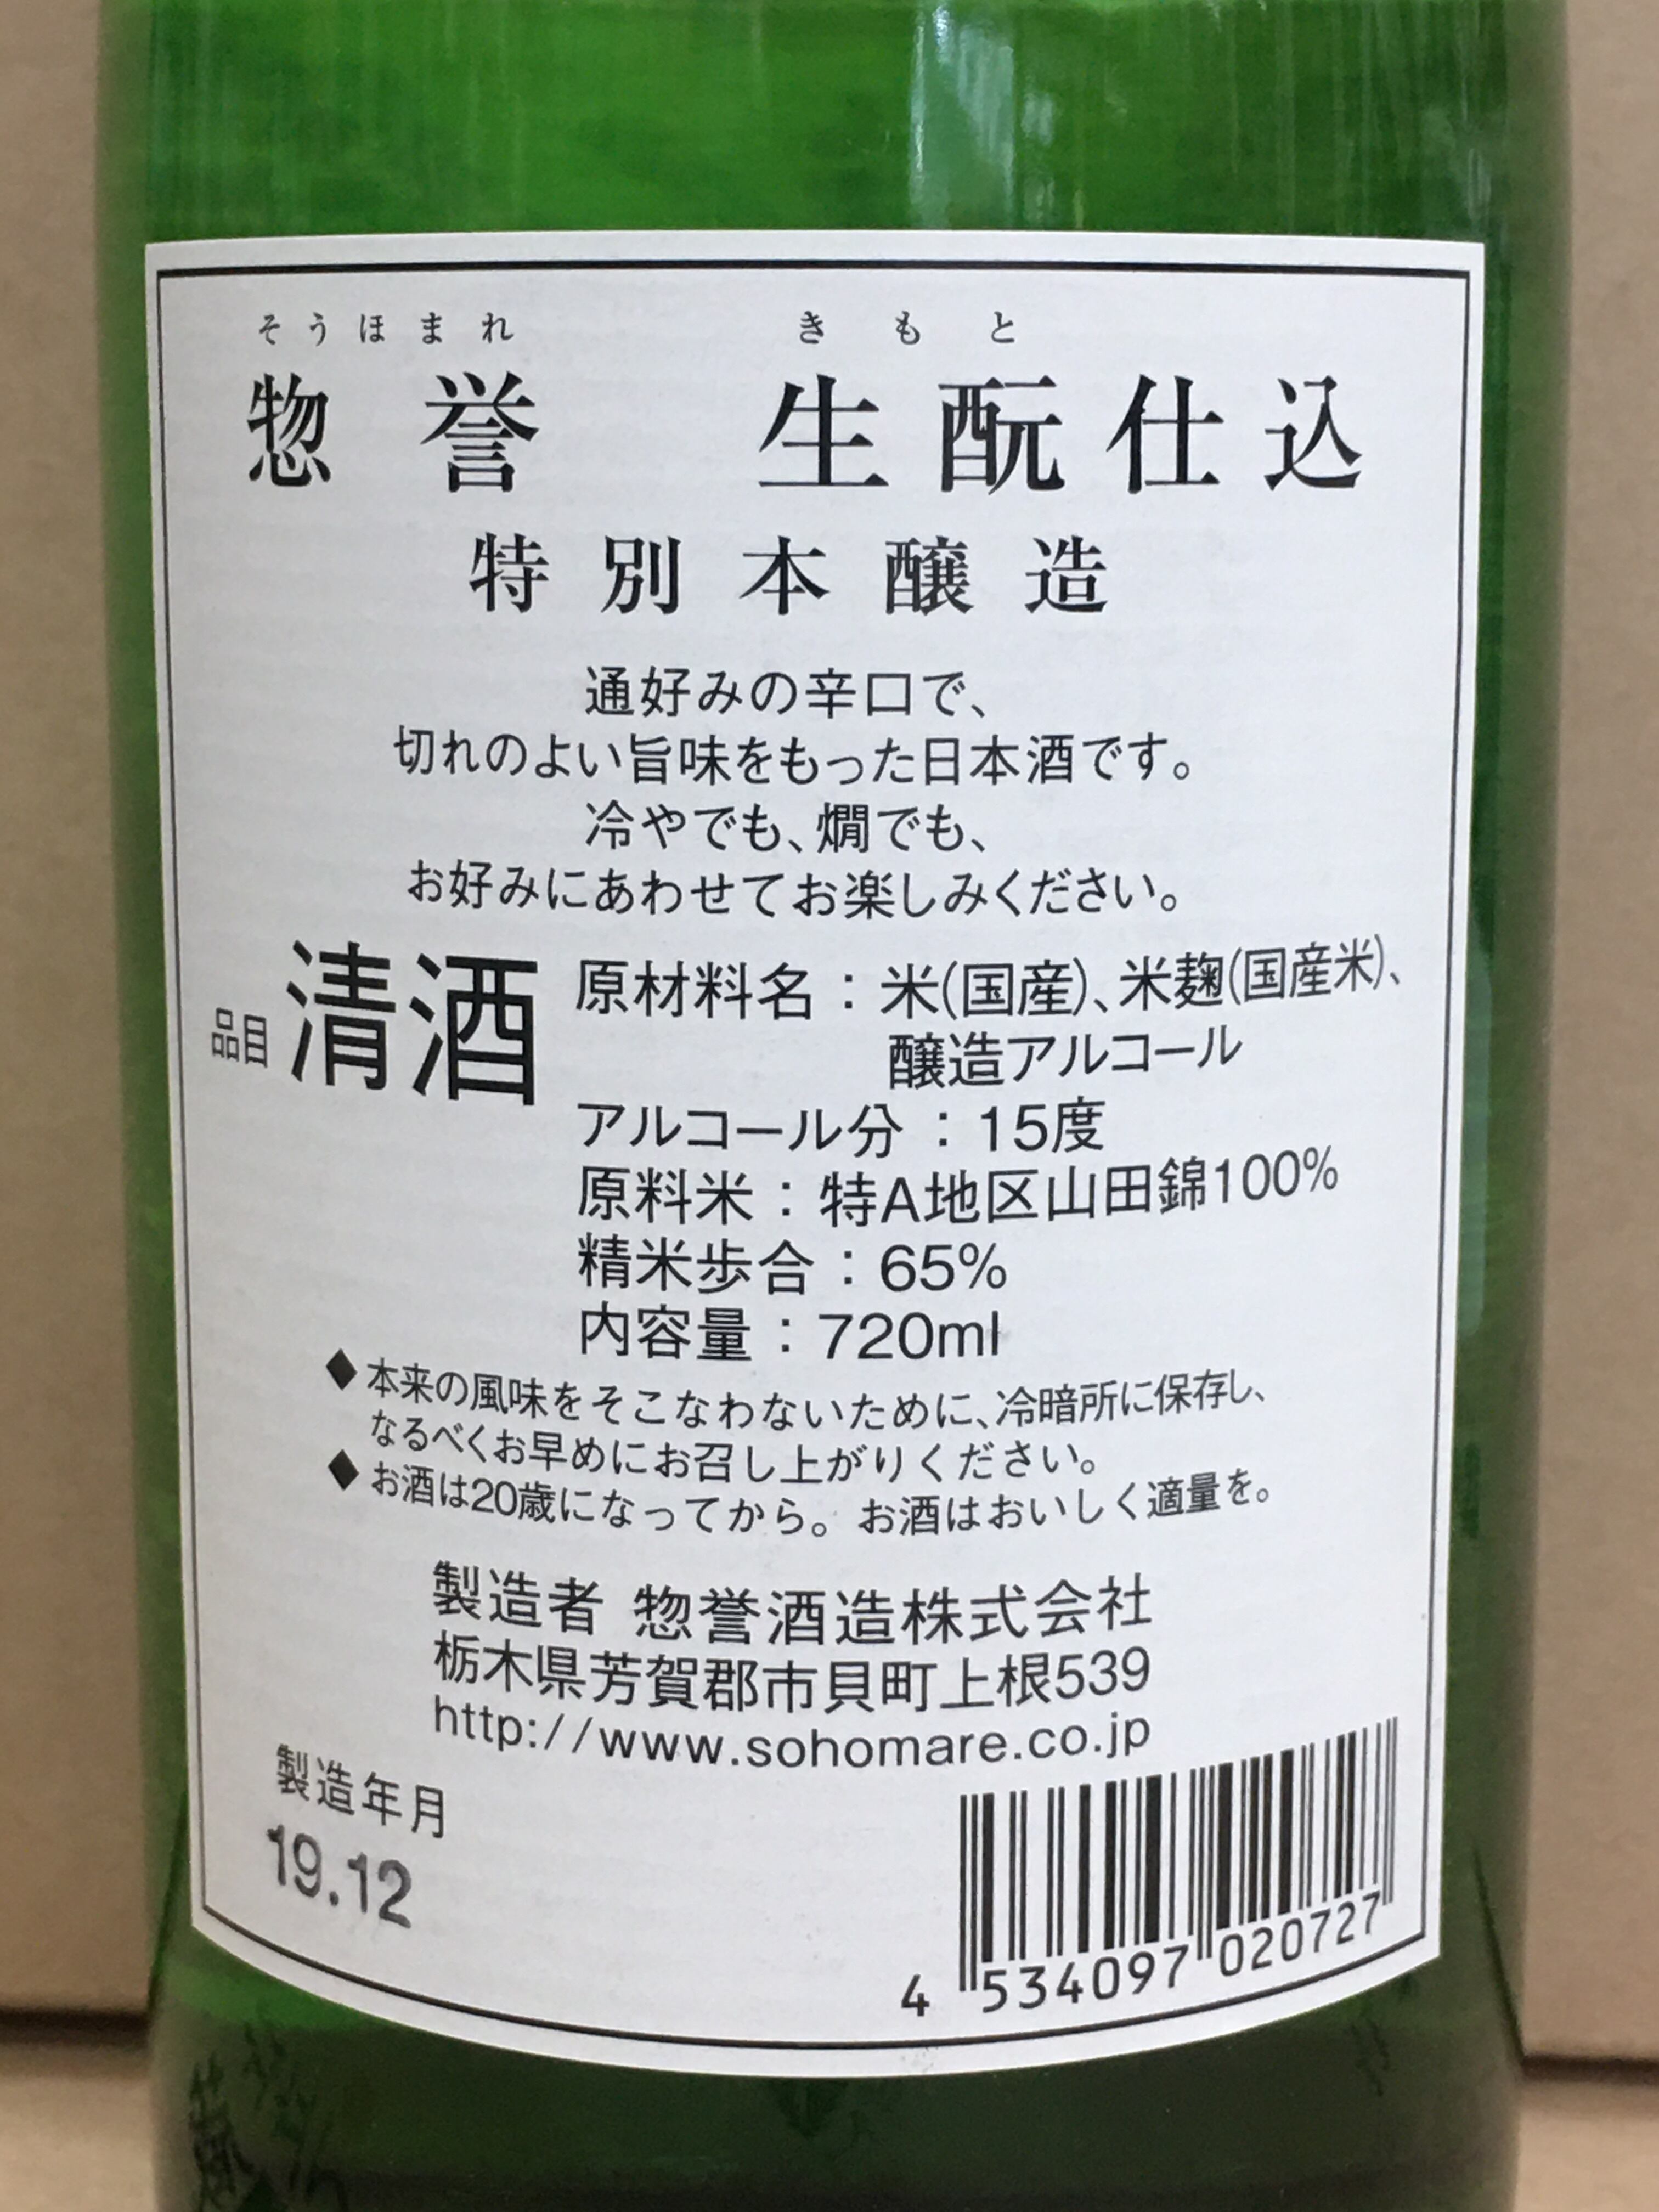 そうほまれ きもと
惣誉 生酛仕込
特別本醸造
通好みの辛口で、
切れのよい旨味をもった日本酒です。
冷やでも、燗でも、
お好みにあわせてお楽しみください。
品目 清酒
原材料名：米(国産)、米麹(国産米)、
醸造アルコール
アルコール分：15度
原料米：特A地区山田錦100%
精米歩合：65%
内容量：720ml
◆本来の風味をそこなわないために、冷暗所に保存し、
なるべくお早めにお召し上がりください。
◆お酒は20歳になってから。お酒はおいしく適量を。
製造者 惣誉酒造株式会社
栃木県芳賀郡市貝町上根539
http://www.sohomare.co.jp
製造年月
19.12
4 534097 020727